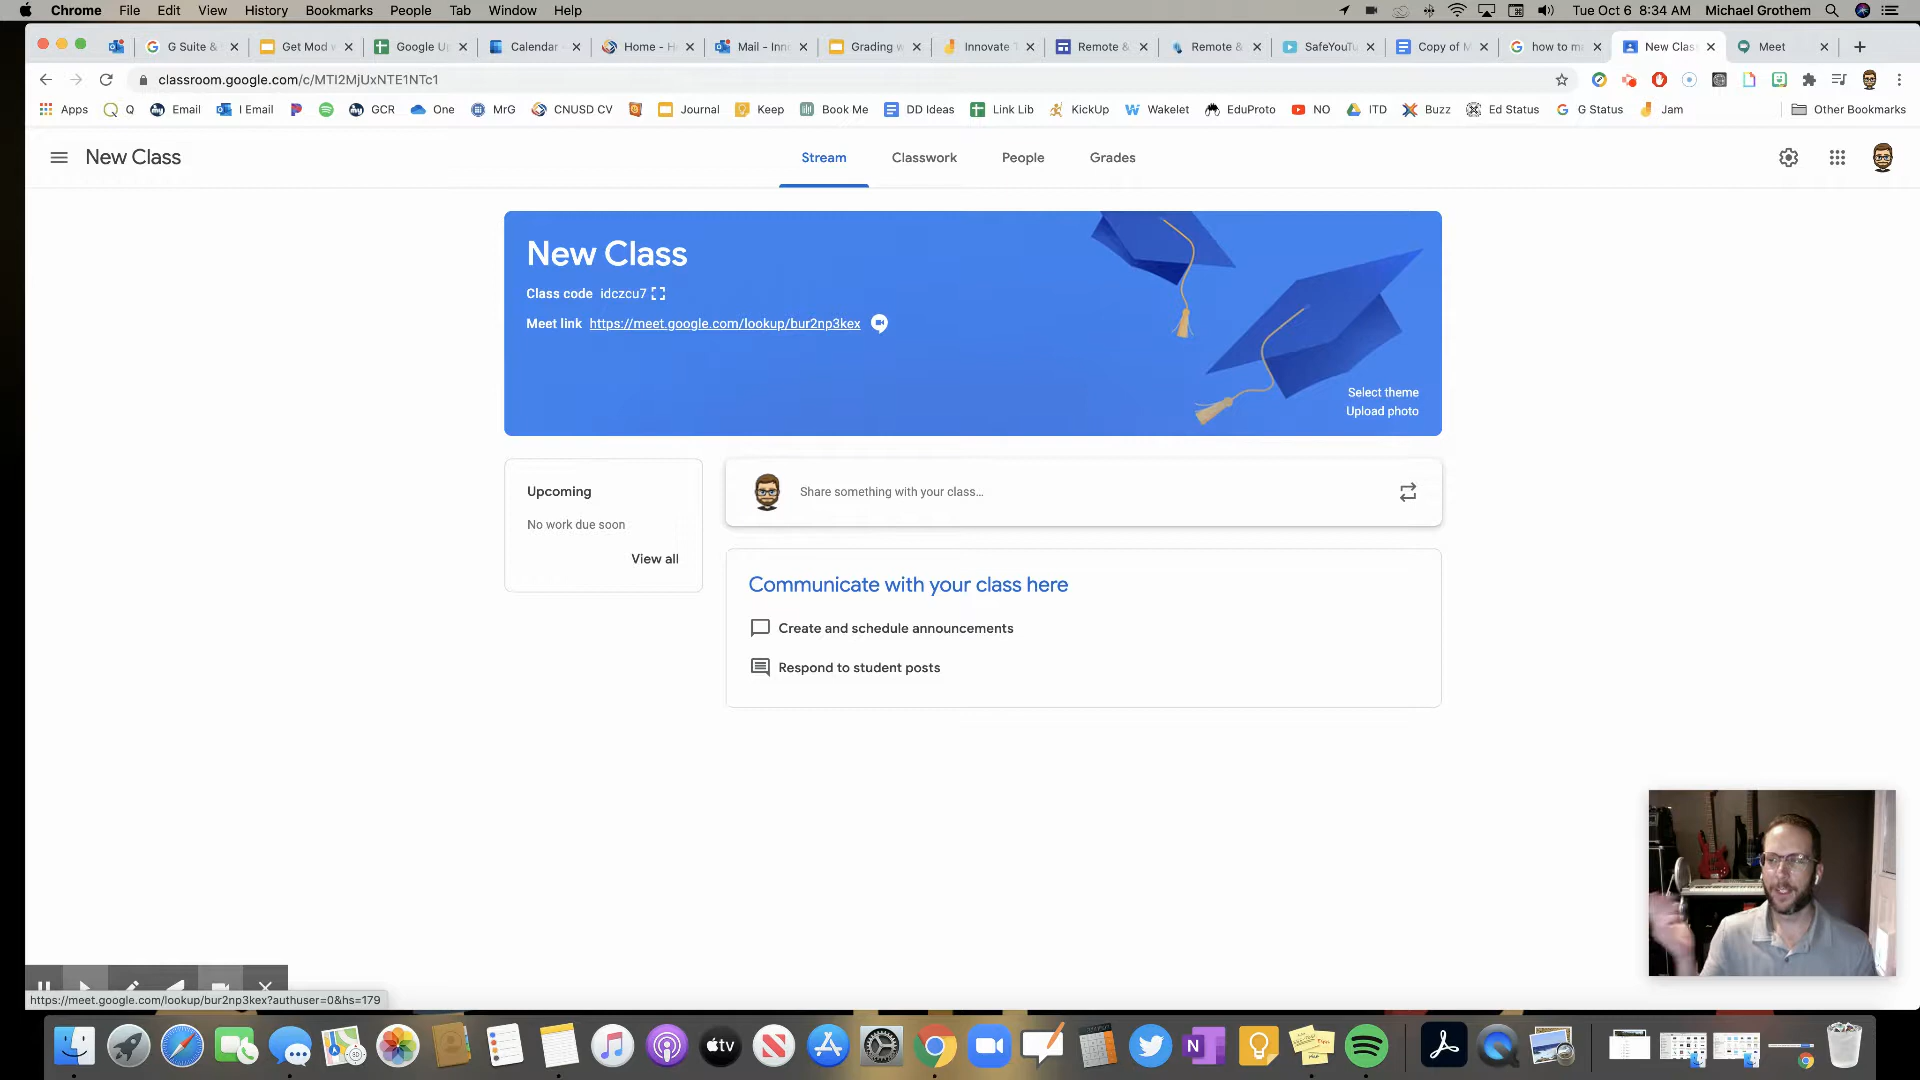 Chrome File Edit View History Bookmarks People Tab Window Help Tue Oct 6 8:34 AM Michael Grothem
G Suite & Get Mod w Google Up Calendar - Home - H Mail - Inno Grading w Innovate T Remote & Remote & SafeYouTu Copy of M how to ma New Class Meet
classroom.google.com/c/MTI2MjUxNTE1NTc1
Apps Q Email I Email GCR One MrG CNUSD CV Journal Keep Book Me DD Ideas Link Lib KickUp Wakelet EduProto NO ITD Buzz Ed Status G Status Jam Other Bookmarks
New Class Stream Classwork People Grades
New Class
Class code idczcu7
Meet link https://meet.google.com/lookup/bur2np3kex
Select theme
Upload photo
Upcoming
No work due soon
View all
Share something with your class...
Communicate with your class here
Create and schedule announcements
Respond to student posts
https://meet.google.com/lookup/bur2np3kex?authuser=0&hs=179
tv